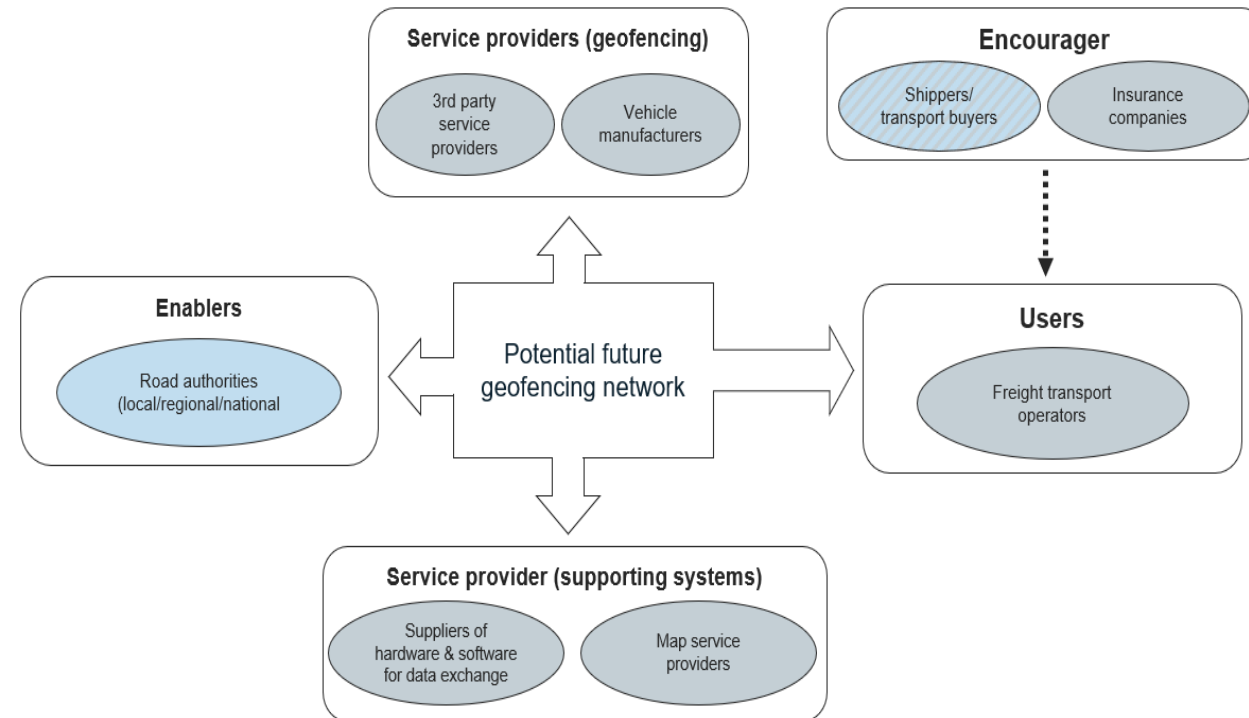 Service providers (geofencing)
3rd party
service
providers
Vehicle
manufacturers
Encourager
Shippers/
transport buyers
Insurance
companies
Enablers
Road authorities
(local/regional/national
Potential future
geofencing network
Users
Freight transport
operators
Service provider (supporting systems)
Suppliers of
hardware & software
for data exchange
Map service
providers